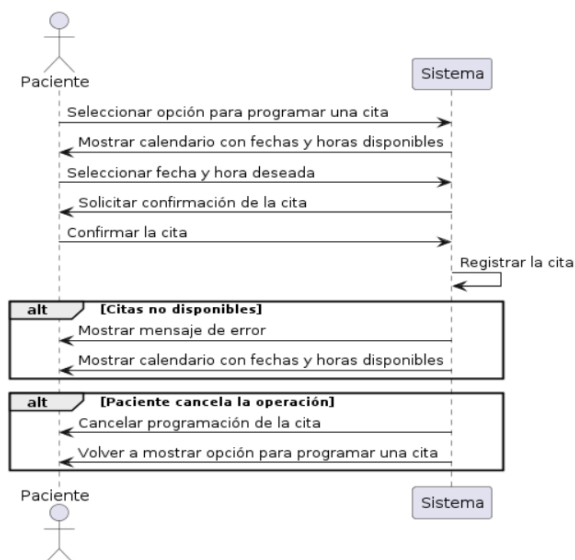 Paciente
Sistema
Seleccionar opción para programar una cita
Mostrar calendario con fechas y horas disponibles
Seleccionar fecha y hora deseada
Solicitar confirmación de la cita
Confirmar la cita
Registrar la cita
alt [Citas no disponibles]
Mostrar mensaje de error
Mostrar calendario con fechas y horas disponibles
alt [Paciente cancela la operación]
Cancelar programación de la cita
Volver a mostrar opción para programar una cita
Paciente
Sistema